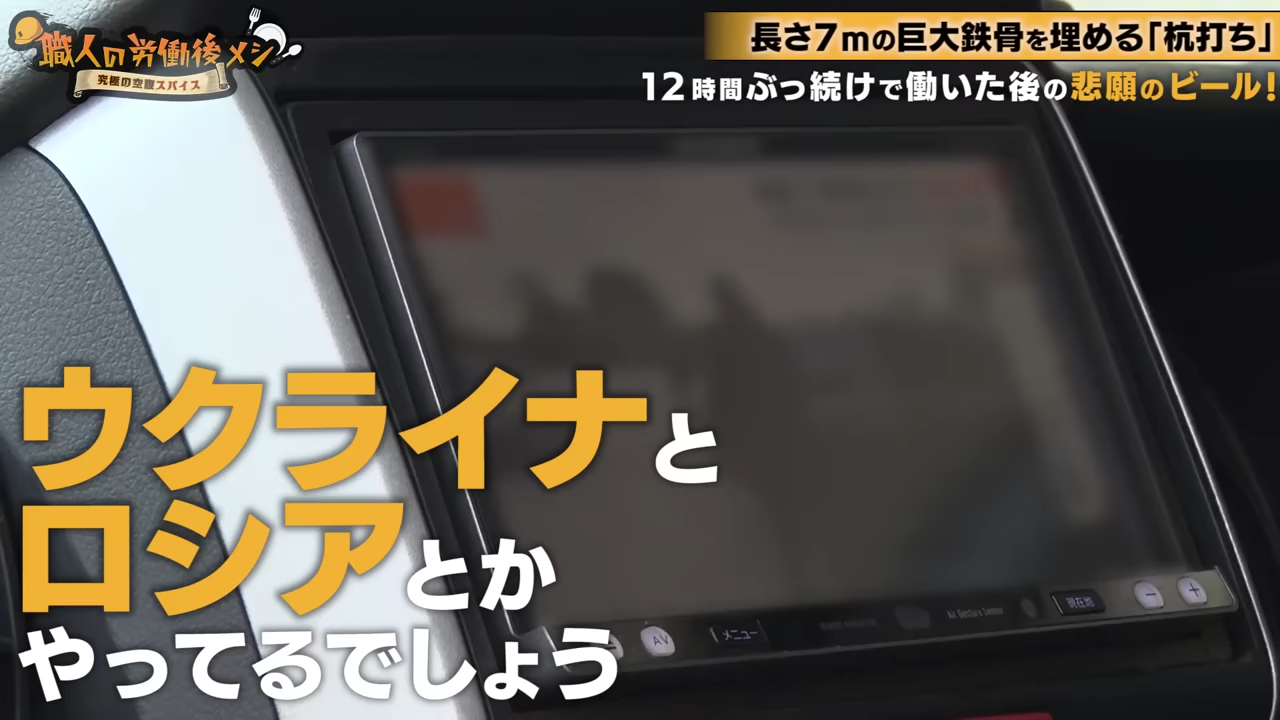 職人の労働後メシ
究極の空腹スパイス
長さ7mの巨大鉄骨を埋める「杭打ち」
12時間ぶっ続けで働いた後の悲願のビール!
ウクライナと
ロシアとか
やってるでしょう
AV
メニュー
Air Gesture Sensor
現在地